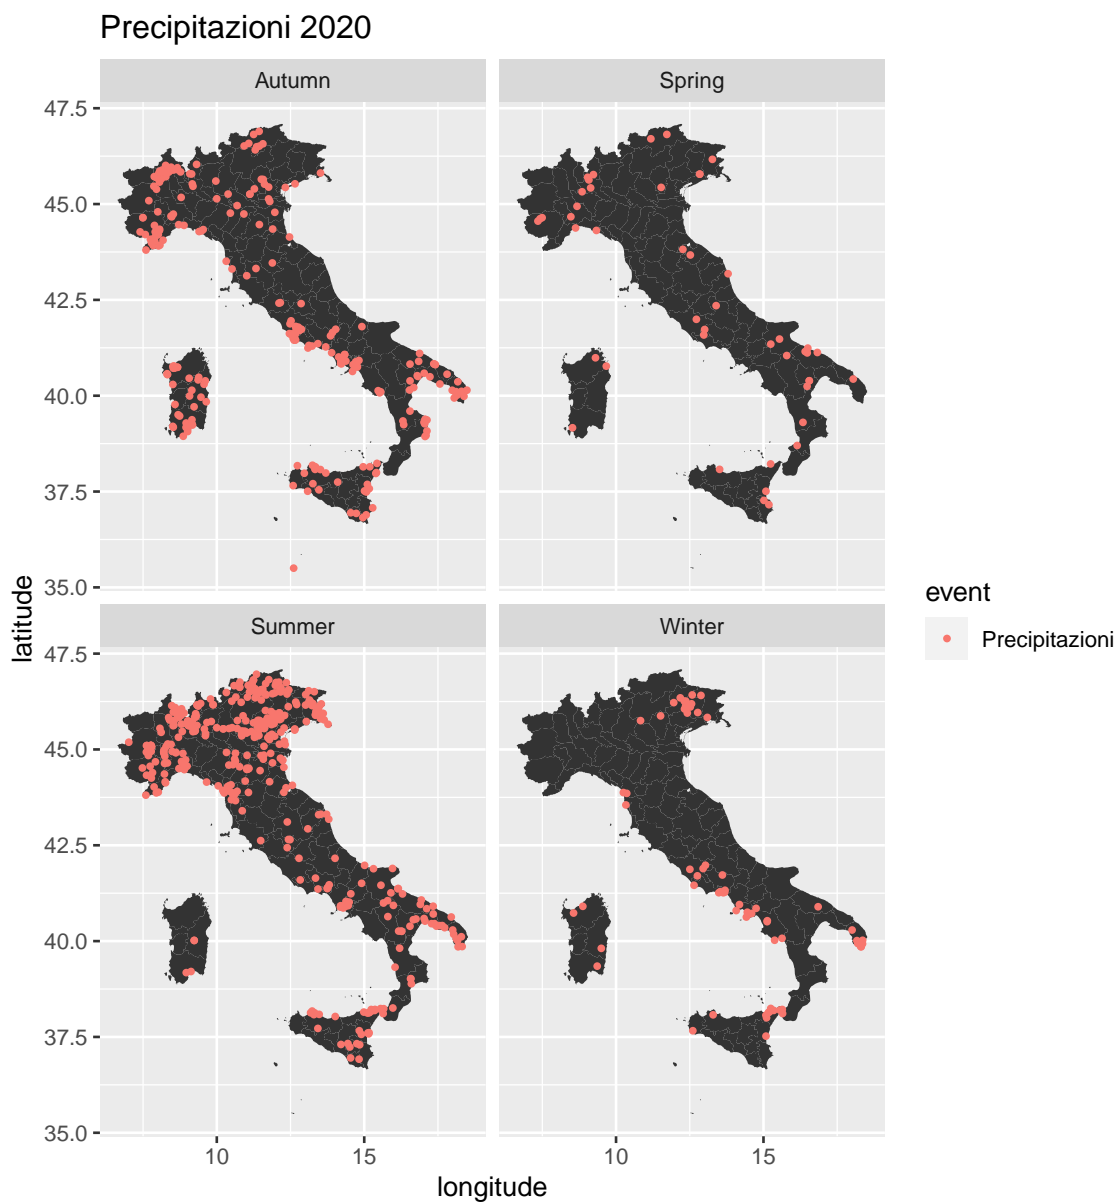 Precipitazioni 2020
Autumn
Spring
47.5
45.0
42.5
40.0
37.5
35.0
latitude
Summer
Winter
47.5
45.0
42.5
40.0
37.5
35.0
10
15
10
15
longitude
event
Precipitazioni